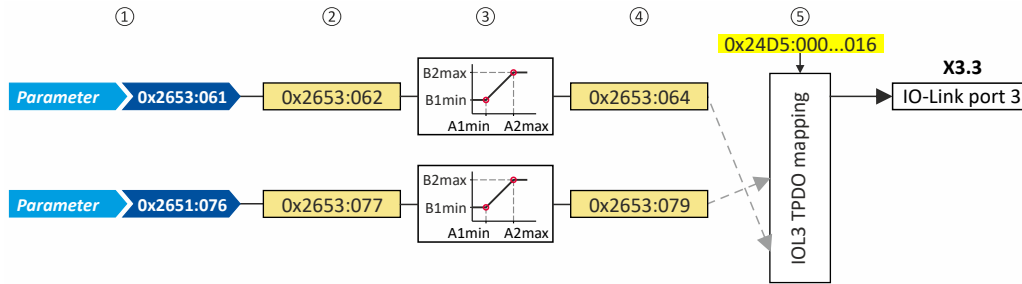 ① ② ③ ④ ⑤
0x24D5:000...016
X3.3
Parameter 0x2653:061 0x2653:062 B2max B1min A1min A2max 0x2653:064 IOL3 TPDO mapping IO-Link port 3
Parameter 0x2651:076 0x2653:077 B2max B1min A1min A2max 0x2653:079